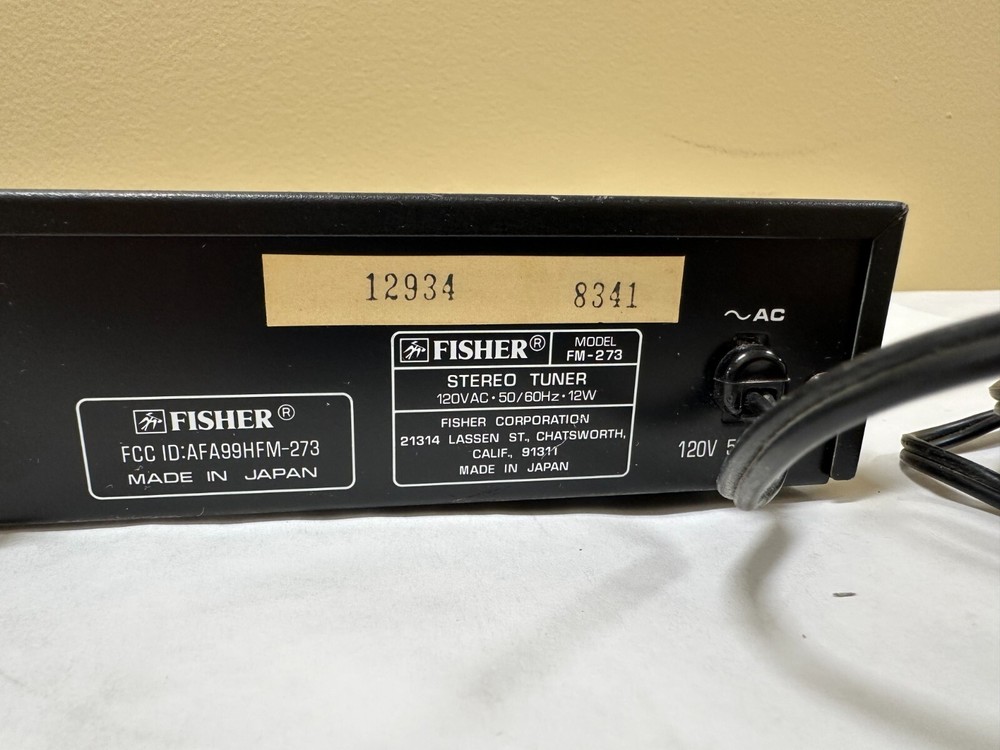 12934 8341
~AC
FISHER® MODEL FM-273
STEREO TUNER
120VAC·50/60Hz·12W
FISHER CORPORATION
21314 LASSEN ST., CHATSWORTH,
CALIF., 91311
MADE IN JAPAN
FISHER®
FCC ID:AFA99HFM-273
MADE IN JAPAN
120V